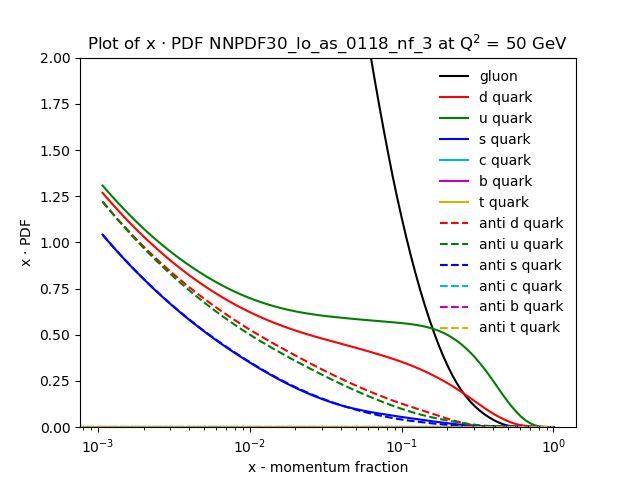 Plot of x · PDF NNPDF30_lo_as_0118_nf_3 at Q² = 50 GeV
2.00
1.75
1.50
1.25
1.00
0.75
0.50
0.25
0.00
x · PDF
gluon
d quark
u quark
s quark
c quark
b quark
t quark
anti d quark
anti u quark
anti s quark
anti c quark
anti b quark
anti t quark
10⁻³ 10⁻² 10⁻¹ 10⁰
x - momentum fraction